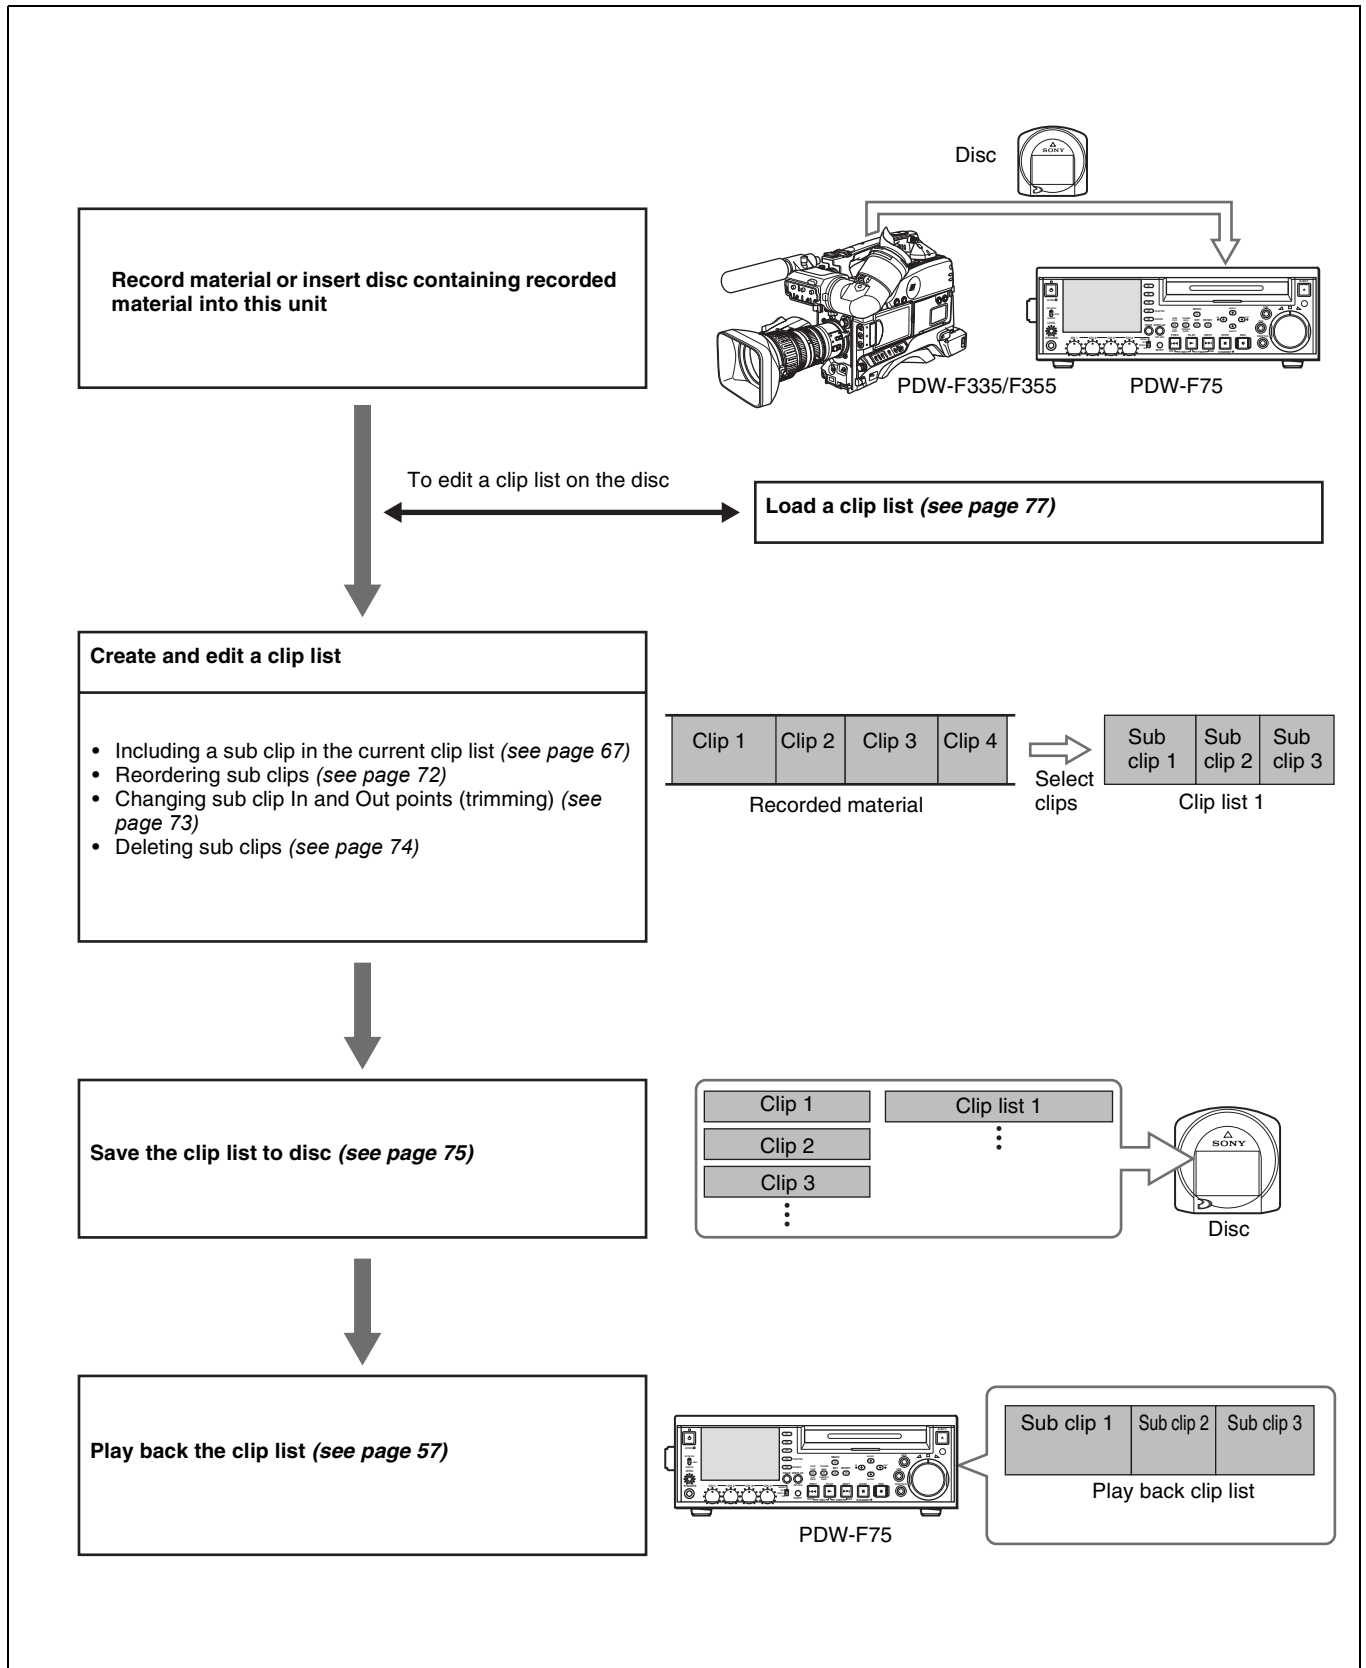 Disc
SONY
Record material or insert disc containing recorded
material into this unit
PDW-F335/F355
PDW-F75
To edit a clip list on the disc
Load a clip list (see page 77)
Create and edit a clip list
• Including a sub clip in the current clip list (see page 67)
• Reordering sub clips (see page 72)
• Changing sub clip In and Out points (trimming) (see
page 73)
• Deleting sub clips (see page 74)
Clip 1
Clip 2
Clip 3
Clip 4
Recorded material
Select
clips
Sub
clip 1
Sub
clip 2
Sub
clip 3
Clip list 1
Save the clip list to disc (see page 75)
Clip 1
Clip 2
Clip 3
Clip list 1
SONY
Disc
Play back the clip list (see page 57)
PDW-F75
Sub clip 1
Sub clip 2
Sub clip 3
Play back clip list